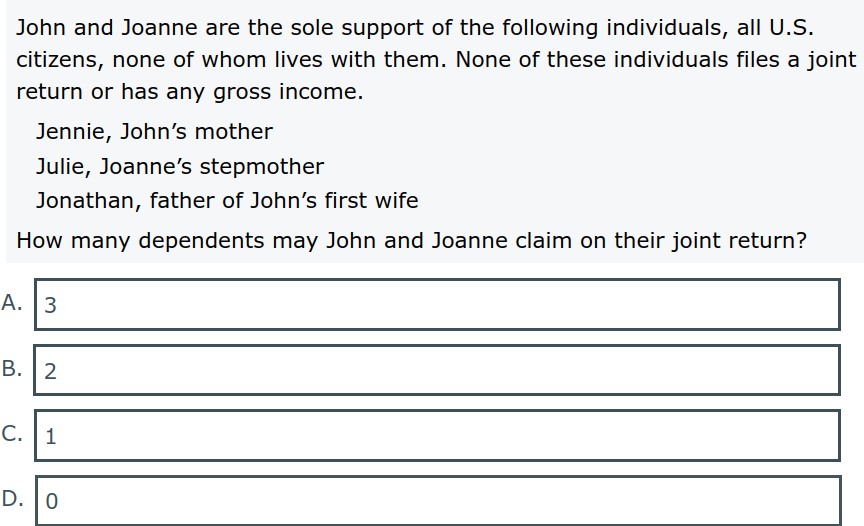 John and Joanne are the sole support of the following individuals, all U.S.
citizens, none of whom lives with them. None of these individuals files a joint
return or has any gross income.
Jennie, John’s mother
Julie, Joanne’s stepmother
Jonathan, father of John’s first wife
How many dependents may John and Joanne claim on their joint return?
A. 3
B. 2
C. 1
D. 0